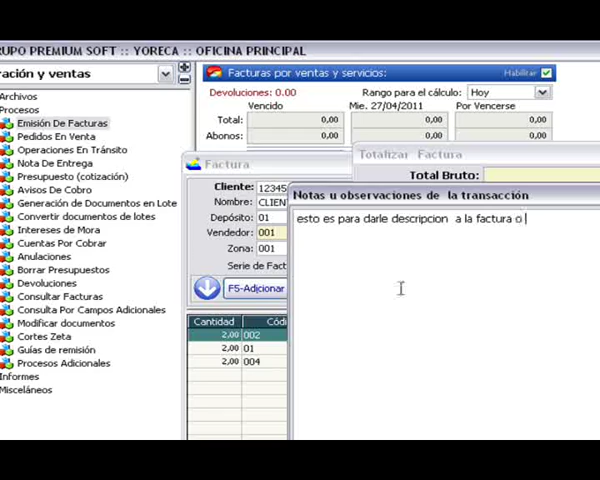 RUPO PREMIUM SOFT :: YORECA :: OFICINA PRINCIPAL
ración y ventas
Archivos
Procesos
Emisión De Facturas
Pedidos En Venta
Operaciones En Tránsito
Nota De Entrega
Presupuesto (cotización)
Avisos De Cobro
Generación de Documentos en Lote
Convertir documentos de lotes
Intereses de Mora
Cuentas Por Cobrar
Anulaciones
Borrar Presupuestos
Devoluciones
Consultar Facturas
Consulta Por Campos Adicionales
Modificar documentos
Cortes Zeta
Guías de remisión
Procesos Adicionales
Informes
Misceláneos
Facturas por ventas y servicios:
Habilitar
Devoluciones: 0.00
Rango para el cálculo: Hoy
Vencido Mie. 27/04/2011 Por Vencerse
Total: 0,00 0,00 0,00
Abonos: 0,00 0,00 0,00
Factura
Cliente: 12345
Nombre: CLIEN
Depósito: 01
Vendedor: 001
Zona: 001
Serie de Fact
F5-Adicionar
Cantidad Códi
2,00 002
2,00 01
2,00 004
Totalizar Factura
Total Bruto:
Notas u observaciones de la transacción
esto es para darle descripcion a la factura o